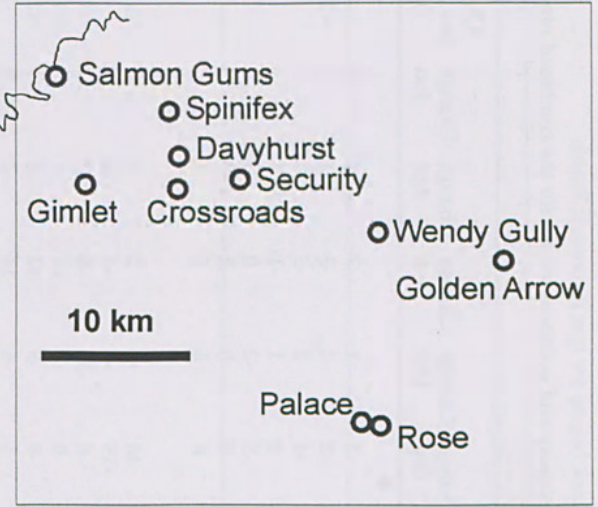 Salmon Gums
Spinifex
Davyhurst
Security
Gimlet
Crossroads
Wendy Gully
Golden Arrow
10 km
Palace
Rose